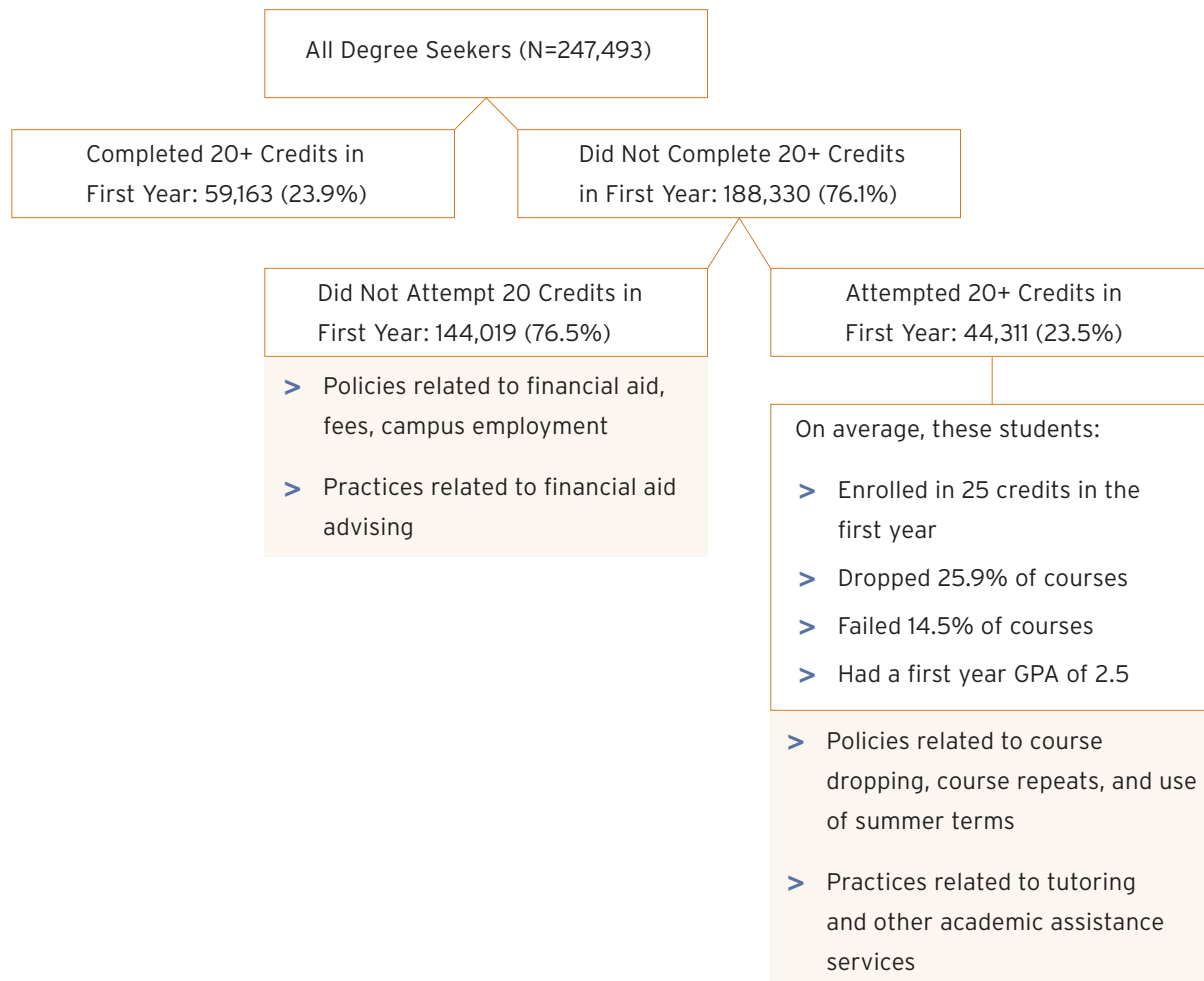 All Degree Seekers (N=247,493)
Completed 20+ Credits in
First Year: 59,163 (23.9%)
Did Not Complete 20+ Credits
in First Year: 188,330 (76.1%)
Did Not Attempt 20 Credits in
First Year: 144,019 (76.5%)
> Policies related to financial aid,
fees, campus employment
> Practices related to financial aid
advising
Attempted 20+ Credits in
First Year: 44,311 (23.5%)
On average, these students:
> Enrolled in 25 credits in the
first year
> Dropped 25.9% of courses
> Failed 14.5% of courses
> Had a first year GPA of 2.5
> Policies related to course
dropping, course repeats, and use
of summer terms
> Practices related to tutoring
and other academic assistance
services